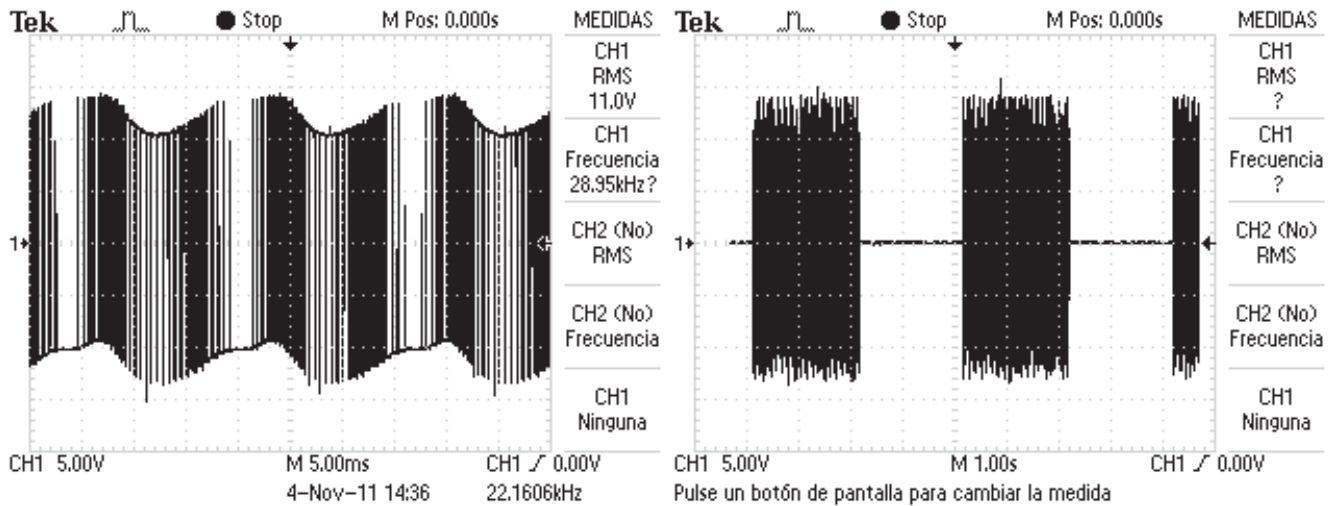 Tek Stop M Pos: 0.000s MEDIDAS
CH1
RMS
11.0V
CH1
Frecuencia
28.95kHz?
CH2 (No)
RMS
CH2 (No)
Frecuencia
CH1
Ninguna
1
CH1 5.00V M 5.00ms CH1 0.00V
4-Nov-11 14:36 22.1606kHz
Tek Stop M Pos: 0.000s MEDIDAS
CH1
RMS
?
CH1
Frecuencia
?
CH2 (No)
RMS
CH2 (No)
Frecuencia
CH1
Ninguna
1
CH1 5.00V M 1.00s CH1 0.00V
Pulse un botón de pantalla para cambiar la medida